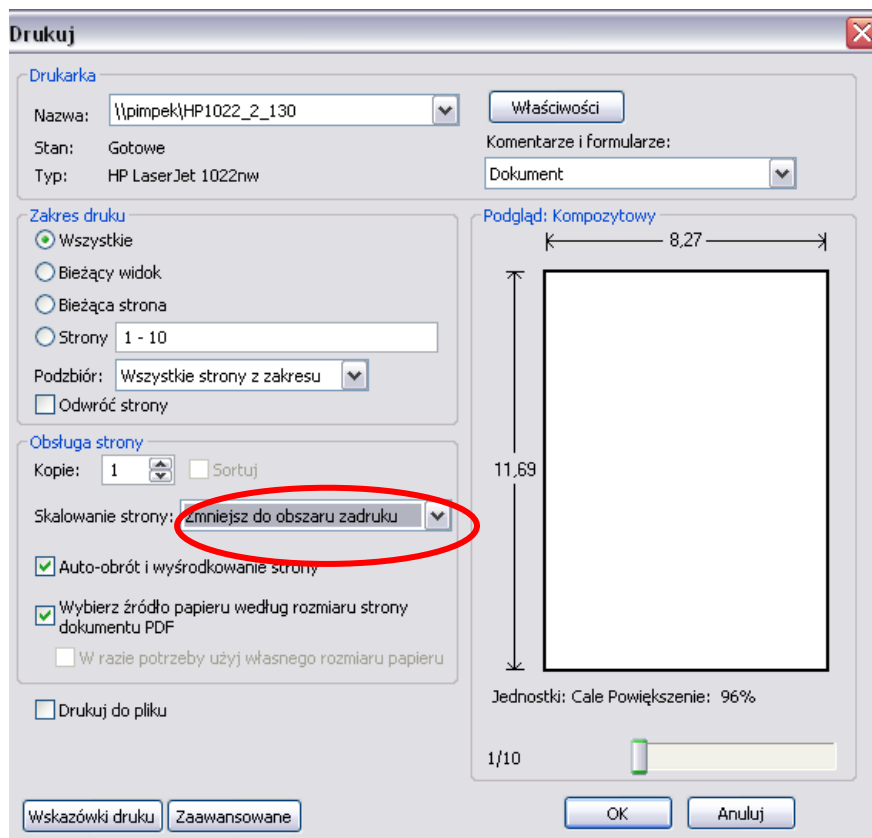 Drukuj
Drukarka
Nazwa: \\pimpek\HP1022_2_130
Właściwości
Stan: Gotowe
Komentarze i formularze:
Typ: HP LaserJet 1022nw
Dokument
Zakres druku
Wszystkie
Bieżący widok
Bieżąca strona
Strony 1 - 10
Podzbiór: Wszystkie strony z zakresu
Odwróć strony
Obsługa strony
Kopie: 1 Sortuj
Skalowanie strony: Zmniejsz do obszaru zadruku
Auto-obrót i wyśrodkowanie strony
Wybierz źródło papieru według rozmiaru strony
dokumentu PDF
W razie potrzeby użyj własnego rozmiaru papieru
Drukuj do pliku
Podgląd: Kompozytowy
8,27
11,69
Jednostki: Cale Powiększenie: 96%
1/10
Wskazówki druku Zaawansowane OK Anuluj